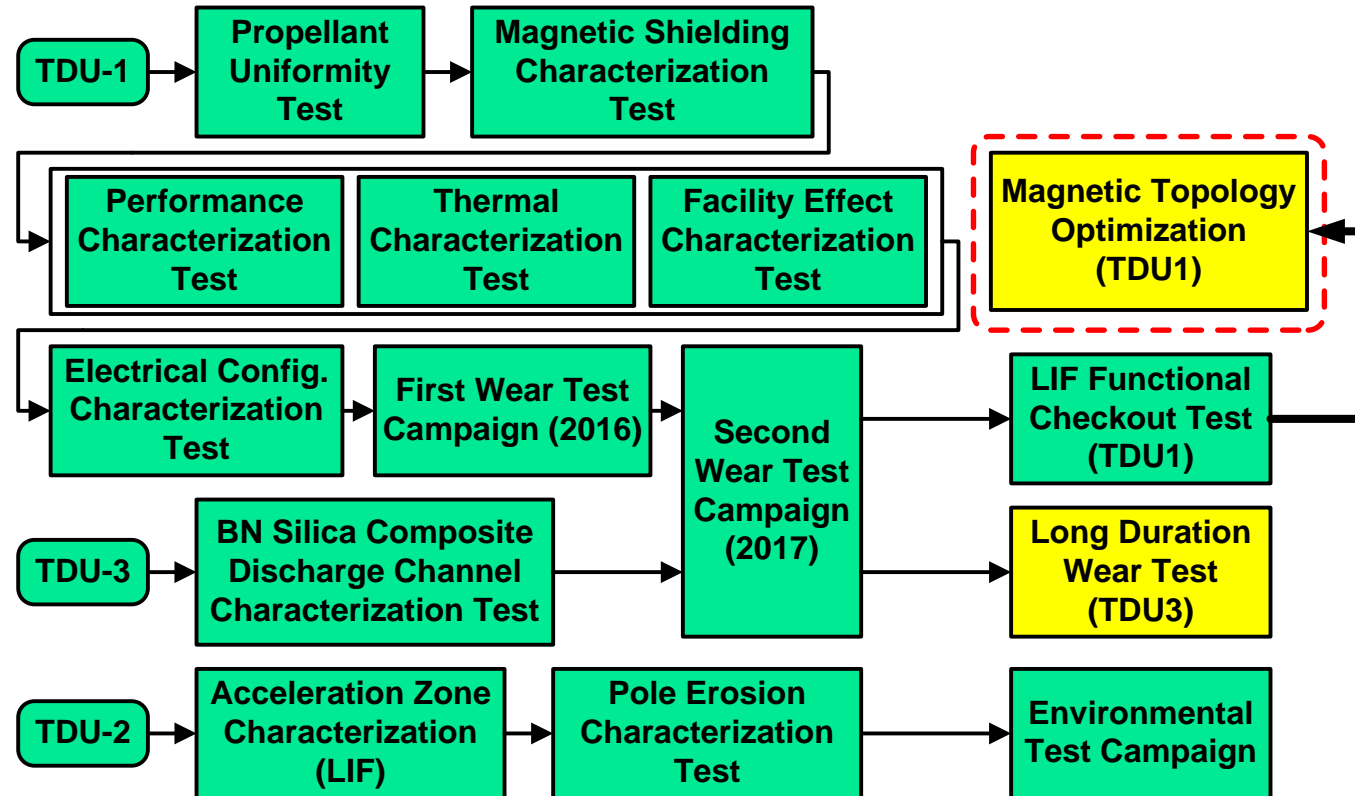 TDU-1
Propellant
Uniformity
Test
Magnetic Shielding
Characterization
Test
Performance
Characterization
Test
Thermal
Characterization
Test
Facility Effect
Characterization
Test
Magnetic Topology
Optimization
(TDU1)
Electrical Config.
Characterization
Test
First Wear Test
Campaign (2016)
Second
Wear Test
Campaign
(2017)
LIF Functional
Checkout Test
(TDU1)
TDU-3
BN Silica Composite
Discharge Channel
Characterization Test
Long Duration
Wear Test
(TDU3)
TDU-2
Acceleration Zone
Characterization
(LIF)
Pole Erosion
Characterization
Test
Environmental
Test Campaign